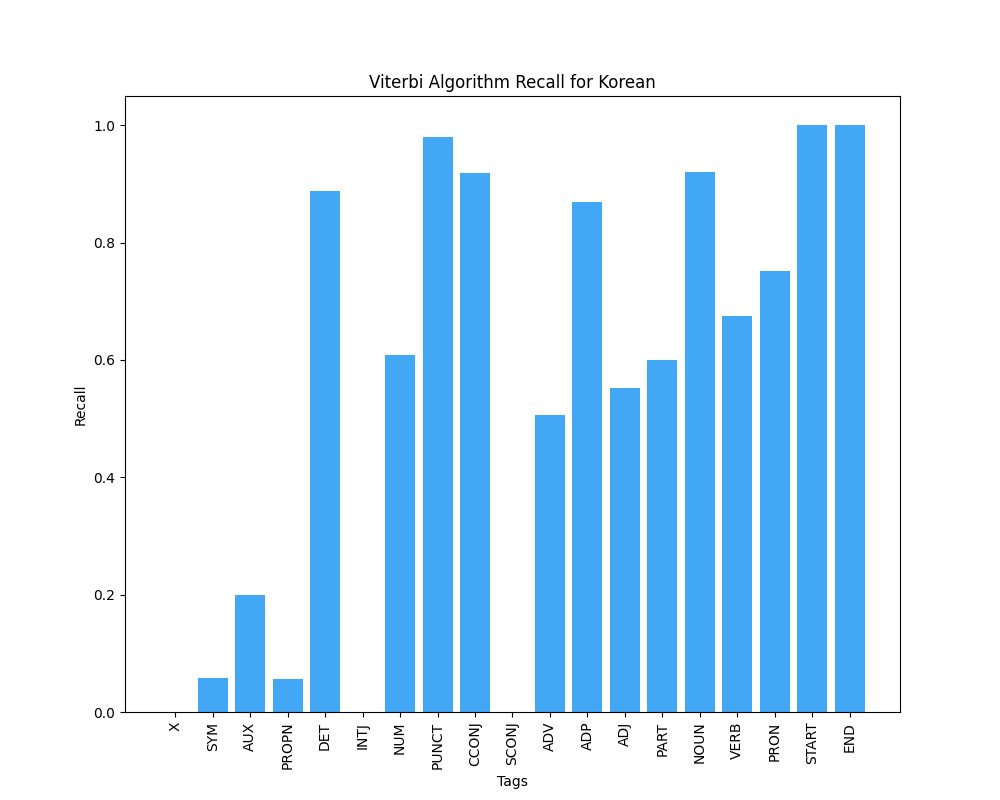 Viterbi Algorithm Recall for Korean
1.0
0.8
0.6
0.4
0.2
0.0
Recall
X
SYM
AUX
PROPN
DET
INTJ
NUM
PUNCT
CCONJ
SCONJ
ADV
ADP
ADJ
PART
NOUN
VERB
PRON
START
END
Tags